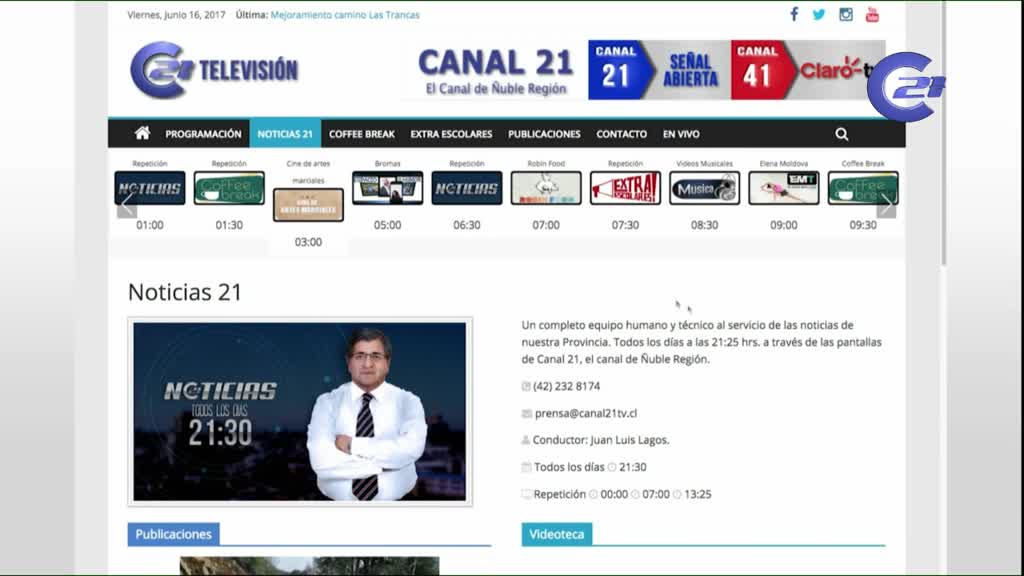 Viernes, Junio 16, 2017 Última: Mejoramiento camino Las Trancas
C21 TELEVISIÓN
CANAL 21
El Canal de Ñuble Región
CANAL 21
SEÑAL ABIERTA
CANAL 41
Claro-tv
C21
PROGRAMACIÓN NOTICIAS 21 COFFEE BREAK EXTRA ESCOLARES PUBLICACIONES CONTACTO EN VIVO
Repetición Repetición Cine de artes marciales Bromas Repetición Robin Food Repetición Videos Musicales Elena Moldova Coffee Break
NOTICIAS Coffee break CINE DE ARTES MARCIALES NOTICIAS ROBIN FOOD EXTRA ESCOLARES Musica EMT Coffee break
01:00 01:30 03:00 05:00 06:30 07:00 07:30 08:30 09:00 09:30
Noticias 21
NOTICIAS
TODOS LOS DIAS
21:30
Un completo equipo humano y técnico al servicio de las noticias de
nuestra Provincia. Todos los días a las 21:25 hrs. a través de las pantallas
de Canal 21, el canal de Ñuble Región.
(42) 232 8174
prensa@canal21tv.cl
Conductor: Juan Luis Lagos.
Todos los días 21:30
Repetición 00:00 07:00 13:25
Publicaciones
Videoteca